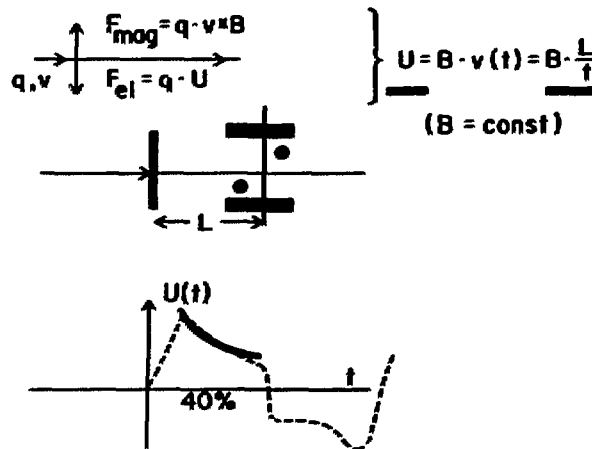 F_mag = q · v × B
q, v
F_el = q · U
U = B · v(t) = B · L/t
(B = const)
L
U(t)
t
40%